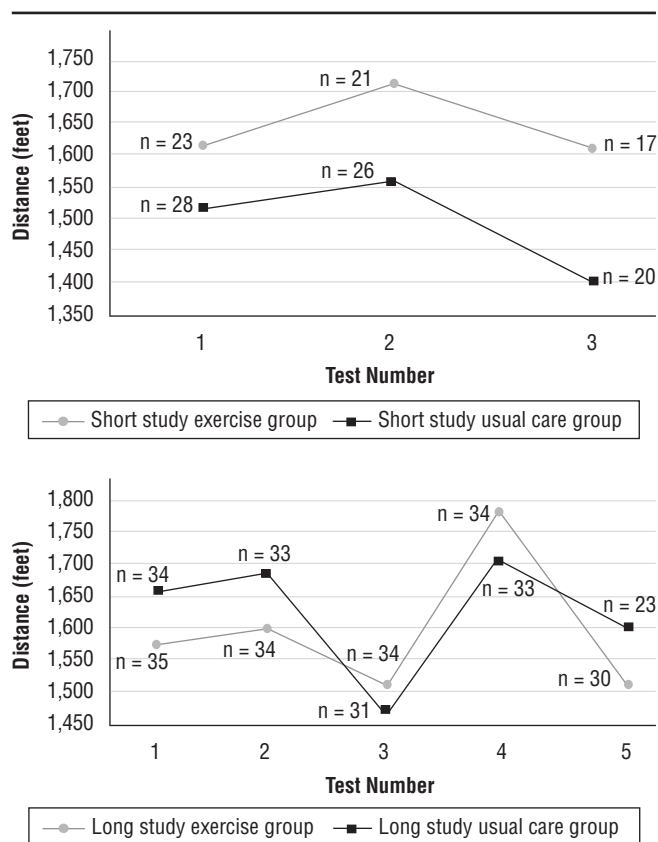 1,750
1,700
1,650
1,600
1,550
1,500
1,450
1,400
1,350
Distance (feet)
n = 23
n = 21
n = 17
n = 28
n = 26
n = 20
1 2 3
Test Number
Short study exercise group Short study usual care group
1,800
1,750
1,700
1,650
1,600
1,550
1,500
1,450
Distance (feet)
n = 34
n = 33
n = 35
n = 34
n = 34
n = 31
n = 34
n = 33
n = 23
n = 30
1 2 3 4 5
Test Number
Long study exercise group Long study usual care group